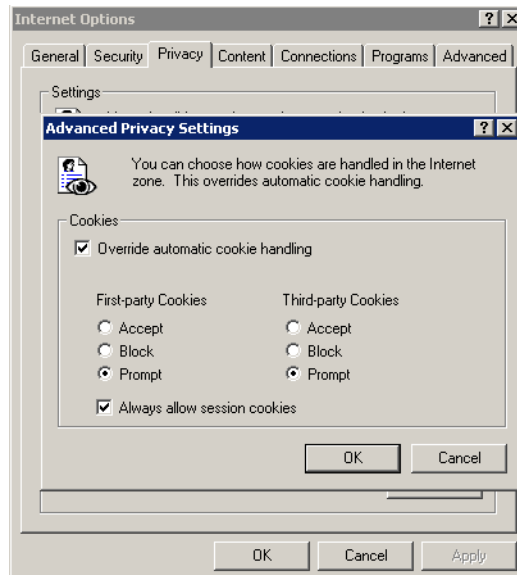 Internet Options
General Security Privacy Content Connections Programs Advanced
Settings
Advanced Privacy Settings
You can choose how cookies are handled in the Internet
zone. This overrides automatic cookie handling.
Cookies
Override automatic cookie handling
First-party Cookies Third-party Cookies
Accept Accept
Block Block
Prompt Prompt
Always allow session cookies
OK Cancel
OK Cancel Apply